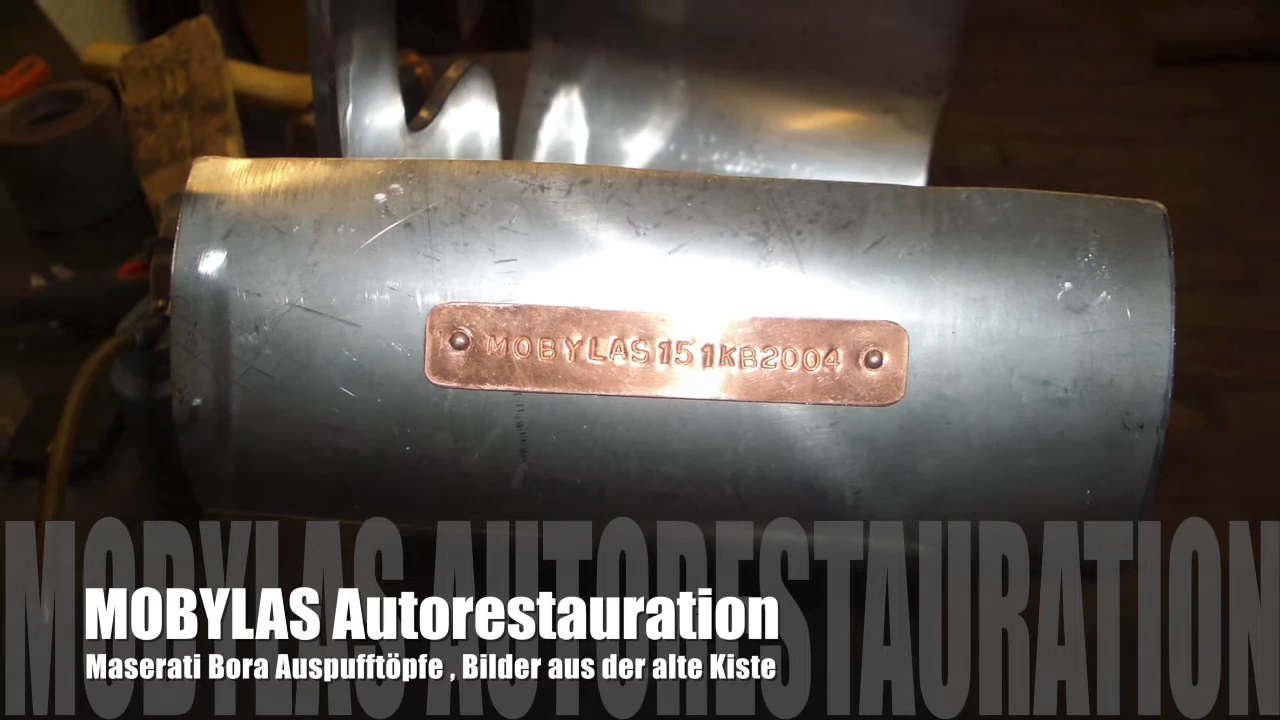 MOBYLAS151KB2004
MOBYLAS AUTORESTAURATION
MOBYLAS Autorestauration
Maserati Bora Auspufftöpfe , Bilder aus der alte Kiste